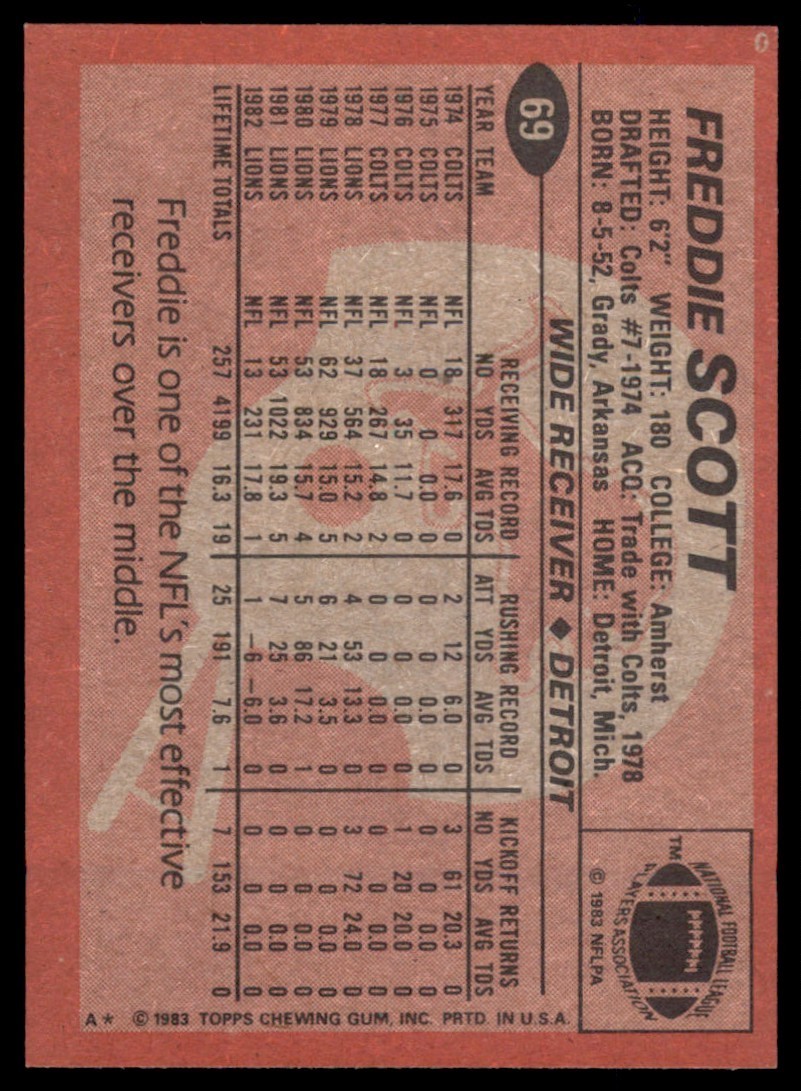 FREDDIE SCOTT
HEIGHT: 6'2" WEIGHT: 180 COLLEGE: Amherst
DRAFTED: Colts #7-1974 ACQ: Trade with Colts, 1978
BORN: 8-5-52, Grady, Arkansas HOME: Detroit, Mich.
NATIONAL FOOTBALL LEAGUE
PLAYERS ASSOCIATION
TM
© 1983 NFLPA
69
WIDE RECEIVER ◆ DETROIT
RECEIVING RECORD RUSHING RECORD KICKOFF RETURNS
YEAR TEAM NO YDS AVG TDS ATT YDS AVG TDS NO YDS AVG TDS
1974 COLTS NFL 18 317 17.6 0 2 12 6.0 0 3 61 20.3 0
1975 COLTS NFL 0 0 0.0 0 0 0 0.0 0 0 0 0.0 0
1976 COLTS NFL 3 35 11.7 0 0 0 0.0 0 1 20 20.0 0
1977 COLTS NFL 18 267 14.8 2 0 0 0.0 0 0 0 0.0 0
1978 LIONS NFL 37 564 15.2 2 4 53 13.3 0 3 72 24.0 0
1979 LIONS NFL 62 929 15.0 5 6 21 3.5 0 0 0 0.0 0
1980 LIONS NFL 53 834 15.7 4 5 86 17.2 1 0 0 0.0 0
1981 LIONS NFL 53 1022 19.3 5 7 25 3.6 0 0 0 0.0 0
1982 LIONS NFL 13 231 17.8 1 1 -6 -6.0 0 0 0 0.0 0
LIFETIME TOTALS 257 4199 16.3 19 25 191 7.6 1 7 153 21.9 0
Freddie is one of the NFL's most effective
receivers over the middle.
A* © 1983 TOPPS CHEWING GUM, INC. PRTD. IN U.S.A.